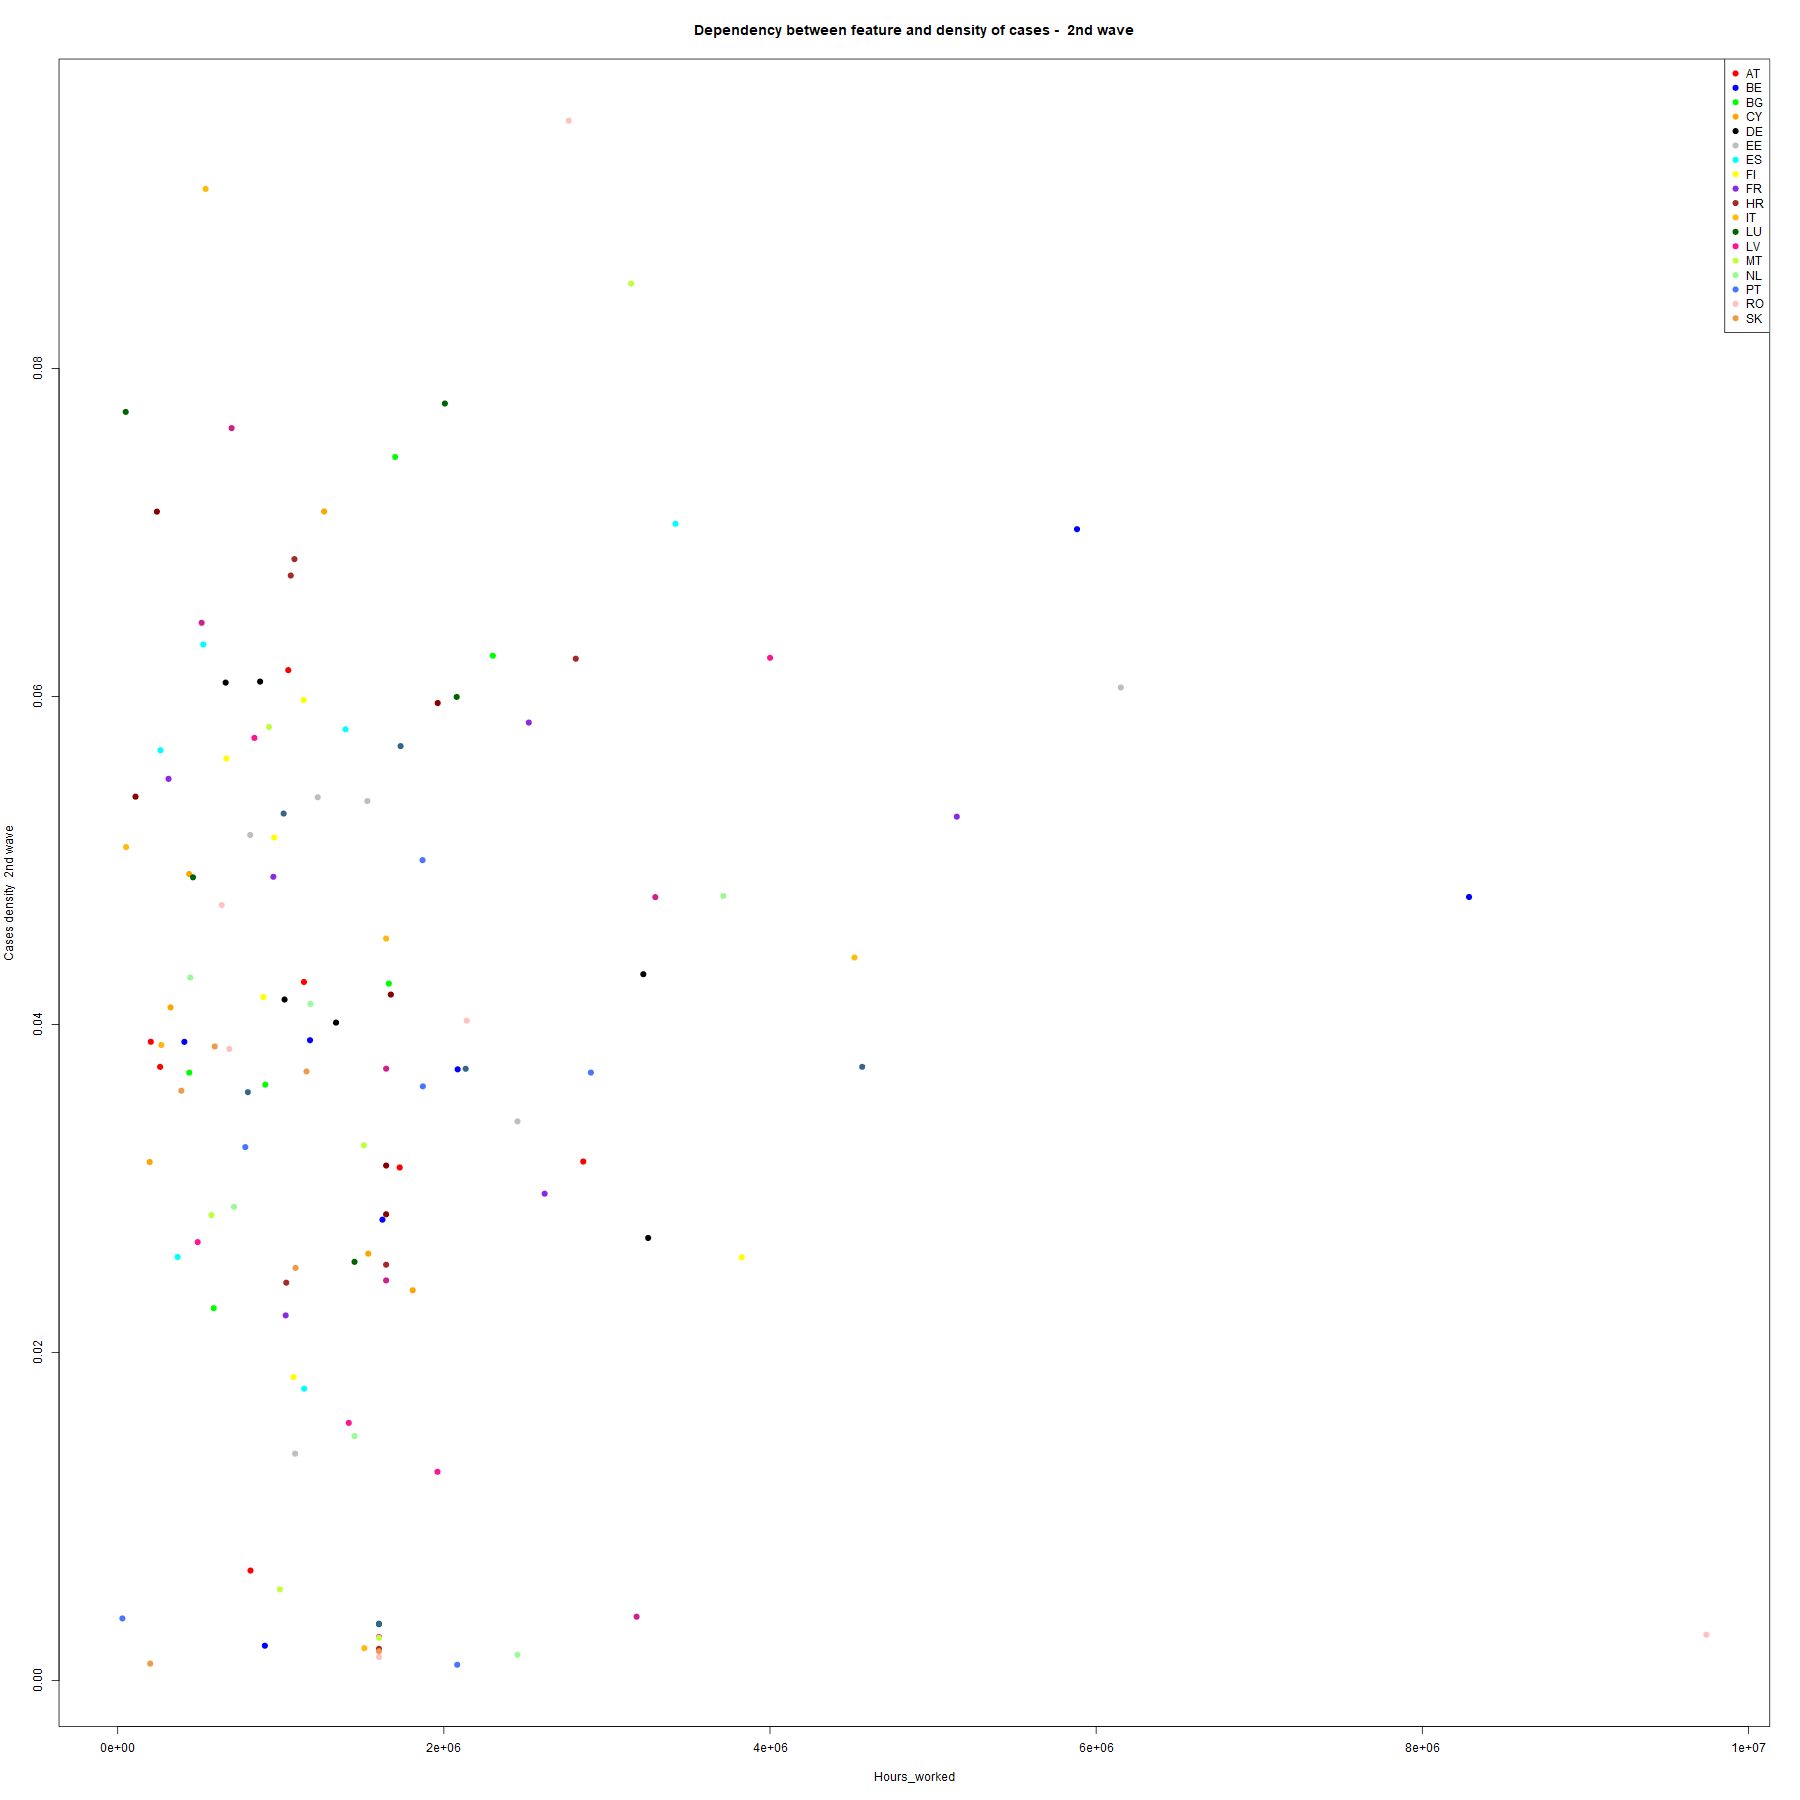 Dependency between feature and density of cases -  2nd wave
AT
BE
BG
CY
DE
EE
ES
FI
FR
HR
IT
LU
LV
MT
NL
PT
RO
SK
Cases density  2nd wave
0.08
0.06
0.04
0.02
0.00
0e+00
2e+06
4e+06
6e+06
8e+06
1e+07
Hours_worked